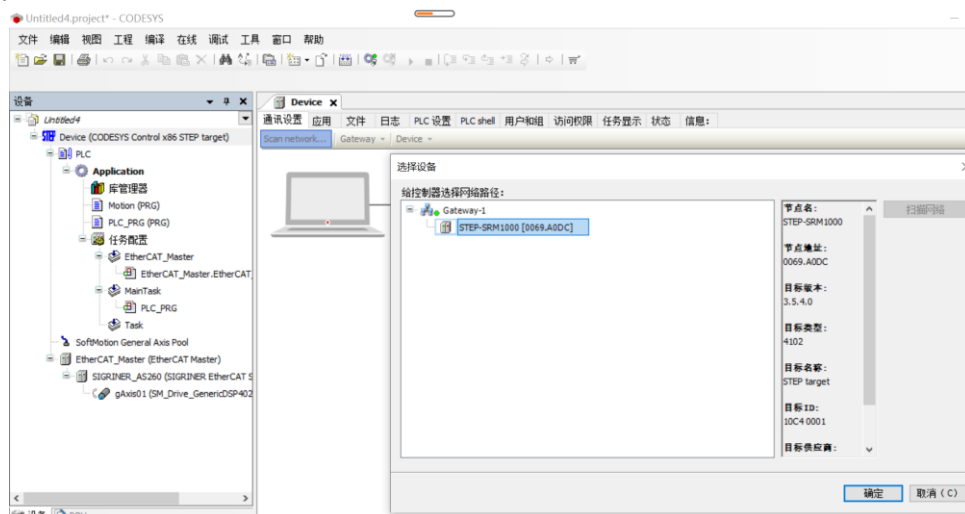 Untitled4.project* - CODESYS
文件 编辑 视图 工程 编译 在线 调试 工具 窗口 帮助
设备
Device
Untitled4
通讯设置 应用 文件 日志 PLC 设置 PLC shell 用户和组 访问权限 任务显示 状态 信息:
Device (CODESYS Control x86 STEP target)
Scan network... Gateway Device
PLC
Application
库管理器
Motion (PRG)
PLC_PRG (PRG)
任务配置
EtherCAT_Master
EtherCAT_Master.EtherCAT_
MainTask
PLC_PRG
Task
SoftMotion General Axis Pool
EtherCAT_Master (EtherCAT Master)
SIGRINER_AS260 (SIGRINER EtherCAT S
gAxis01 (SM_Drive_GenericDSP402
选择设备
给控制器选择网络路径:
Gateway-1
STEP-SRM1000 [0069.A0DC]
节点名:
STEP-SRM1000
节点地址:
0069.A0DC
目标版本:
3.5.4.0
目标类型:
4102
目标名称:
STEP target
目标ID:
10C4 0001
目标供应商:
扫描网络
确定 取消 (C)